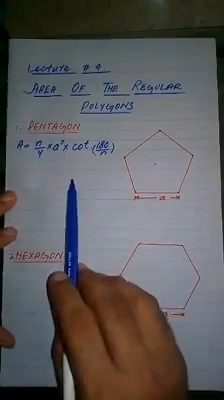 Lecture # 4.
AREA OF THE REGULAR
POLYGONS
1. PENTAGON
A = n/4 × a² × cot (180/n)
a
2. HEXAGON